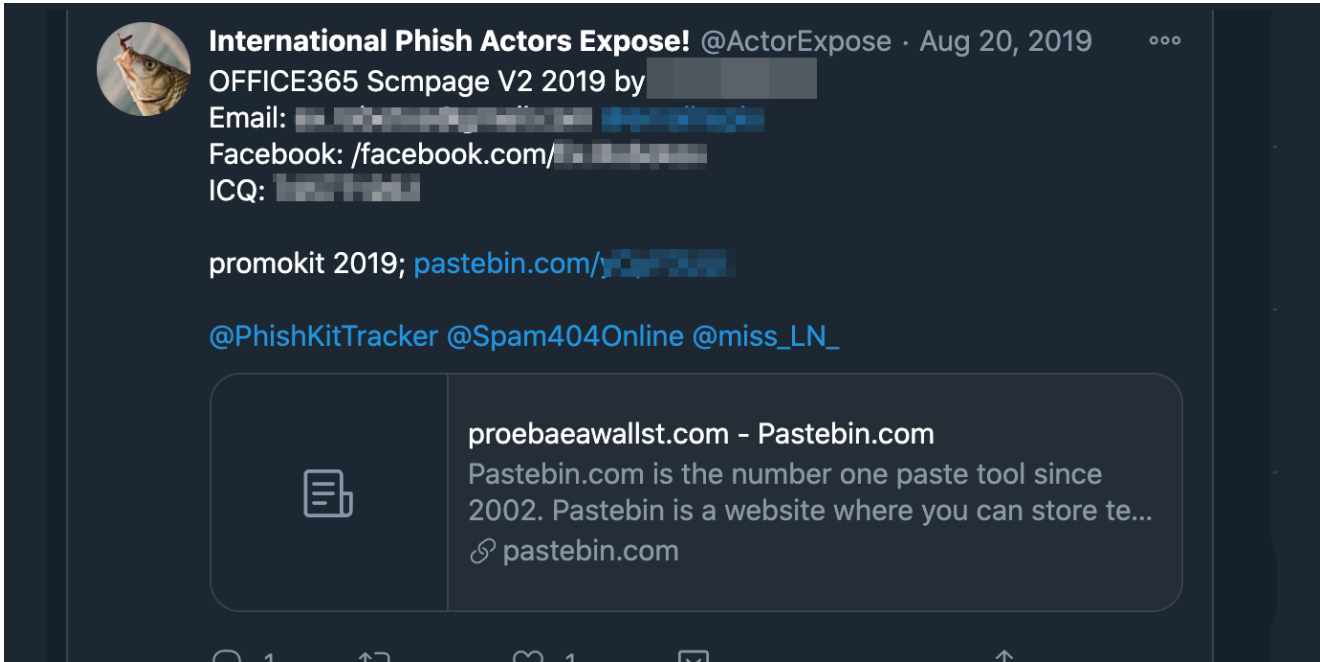 International Phish Actors Expose! @ActorExpose · Aug 20, 2019
OFFICE365 Scmpage V2 2019 by
Email:
Facebook: /facebook.com/
ICQ:
promokit 2019; pastebin.com/y
@PhishKitTracker @Spam404Online @miss_LN_
proebaeawallst.com - Pastebin.com
Pastebin.com is the number one paste tool since
2002. Pastebin is a website where you can store te...
pastebin.com
1 1